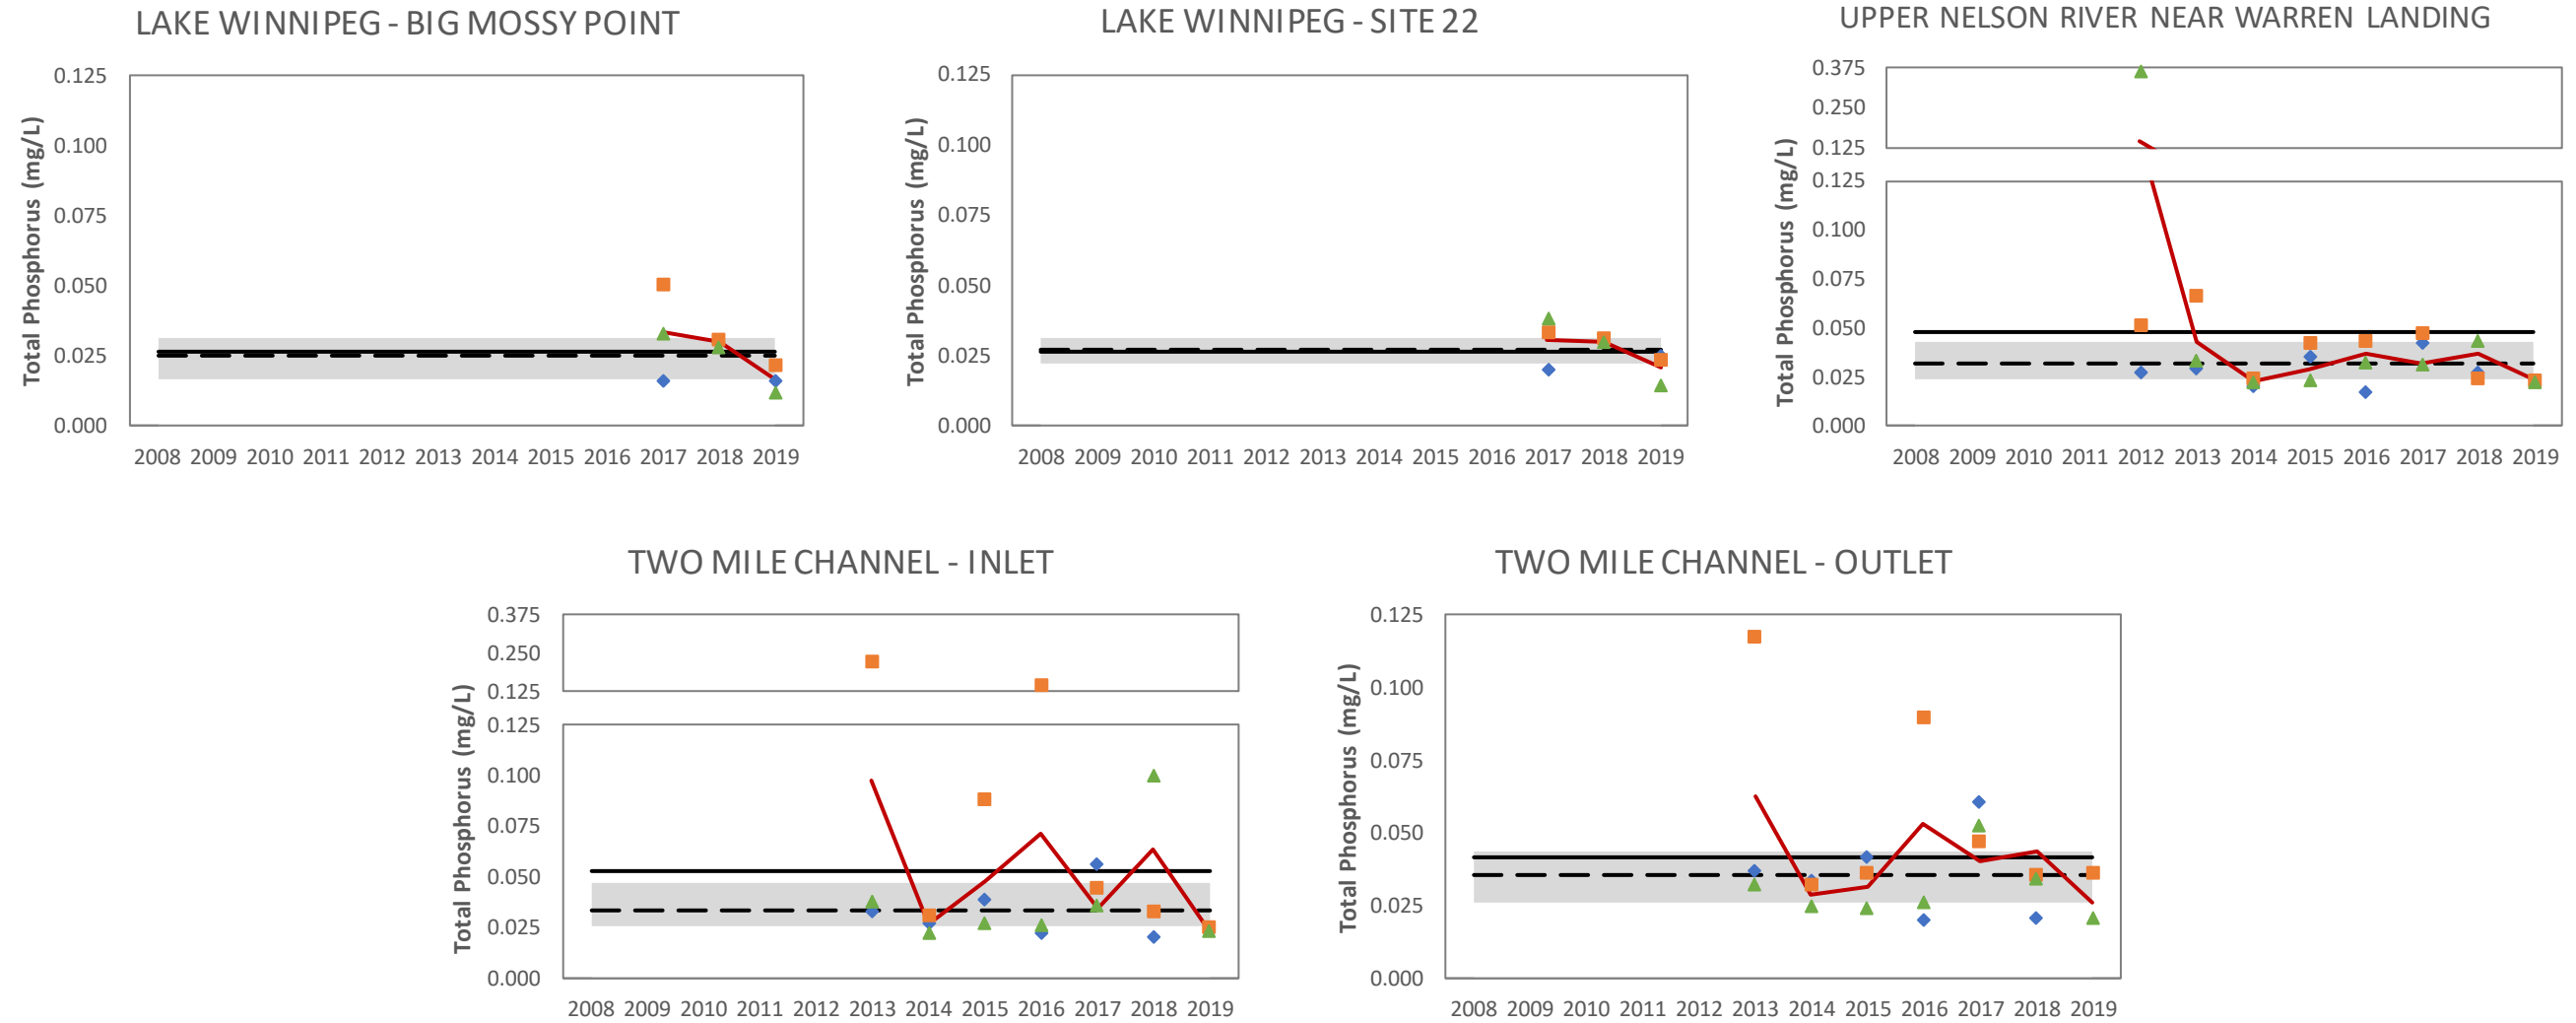 LAKE WINNIPEG - BIG MOSSY POINT
Total Phosphorus (mg/L)
0.125
0.100
0.075
0.050
0.025
0.000
2008 2009 2010 2011 2012 2013 2014 2015 2016 2017 2018 2019
LAKE WINNIPEG - SITE 22
Total Phosphorus (mg/L)
0.125
0.100
0.075
0.050
0.025
0.000
2008 2009 2010 2011 2012 2013 2014 2015 2016 2017 2018 2019
UPPER NELSON RIVER NEAR WARREN LANDING
Total Phosphorus (mg/L)
0.375
0.250
0.125
0.125
0.100
0.075
0.050
0.025
0.000
2008 2009 2010 2011 2012 2013 2014 2015 2016 2017 2018 2019
TWO MILE CHANNEL - INLET
Total Phosphorus (mg/L)
0.375
0.250
0.125
0.125
0.100
0.075
0.050
0.025
0.000
2008 2009 2010 2011 2012 2013 2014 2015 2016 2017 2018 2019
TWO MILE CHANNEL - OUTLET
Total Phosphorus (mg/L)
0.125
0.100
0.075
0.050
0.025
0.000
2008 2009 2010 2011 2012 2013 2014 2015 2016 2017 2018 2019